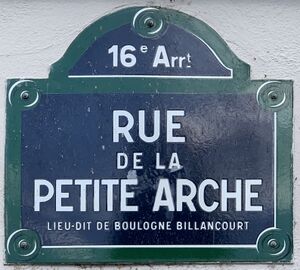 16e Arrt
RUE
DE LA
PETITE ARCHE
LIEU-DIT DE BOULOGNE BILLANCOURT